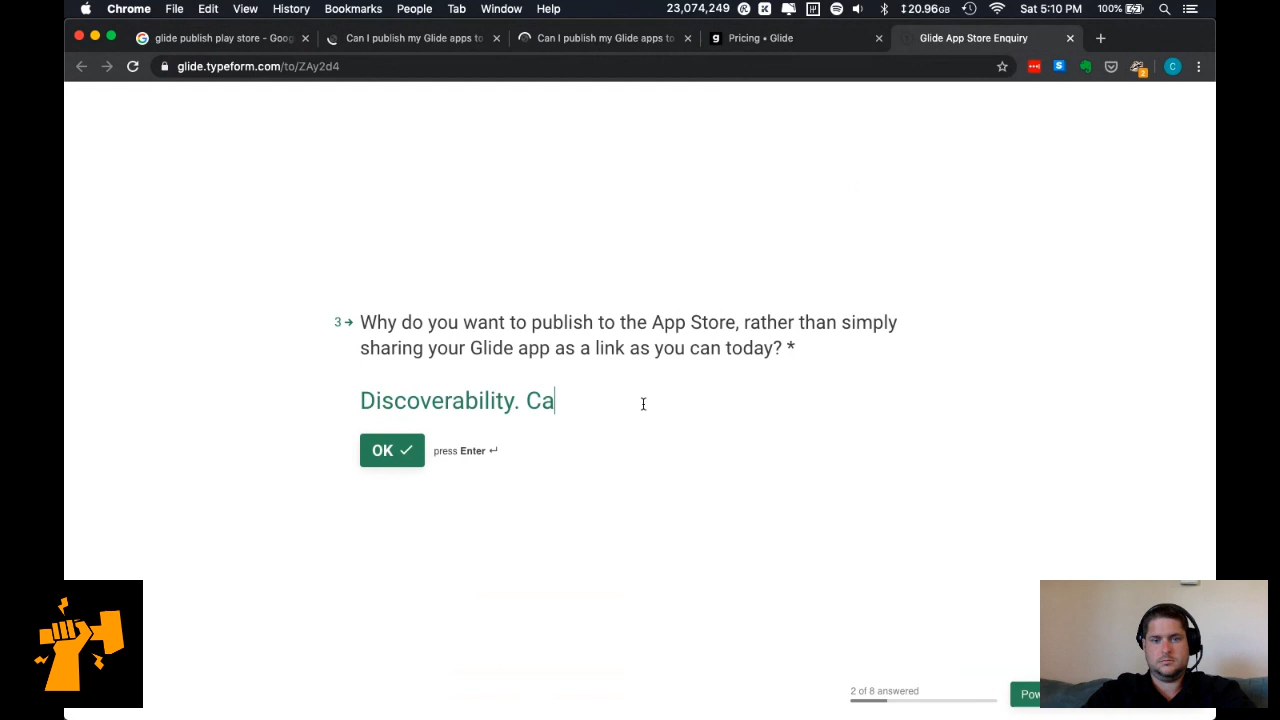 Chrome File Edit View History Bookmarks People Tab Window Help 23,074,249 20.96GB Sat 5:10 PM 100%
glide publish play store - Goog
Can I publish my Glide apps to
Can I publish my Glide apps to
Pricing • Glide
Glide App Store Enquiry
glide.typeform.com/to/ZAy2d4
3 Why do you want to publish to the App Store, rather than simply
sharing your Glide app as a link as you can today? *
Discoverability. Ca
OK press Enter
2 of 8 answered